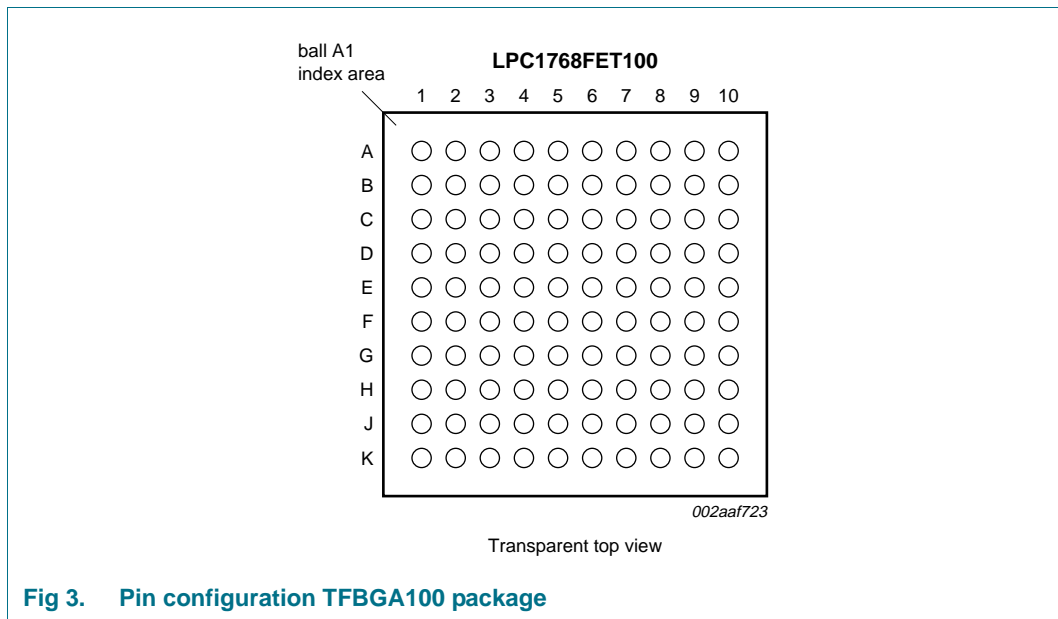 ball A1
index area
LPC1768FET100
1 2 3 4 5 6 7 8 9 10
A
B
C
D
E
F
G
H
J
K
002aaf723
Transparent top view
Fig 3. Pin configuration TFBGA100 package